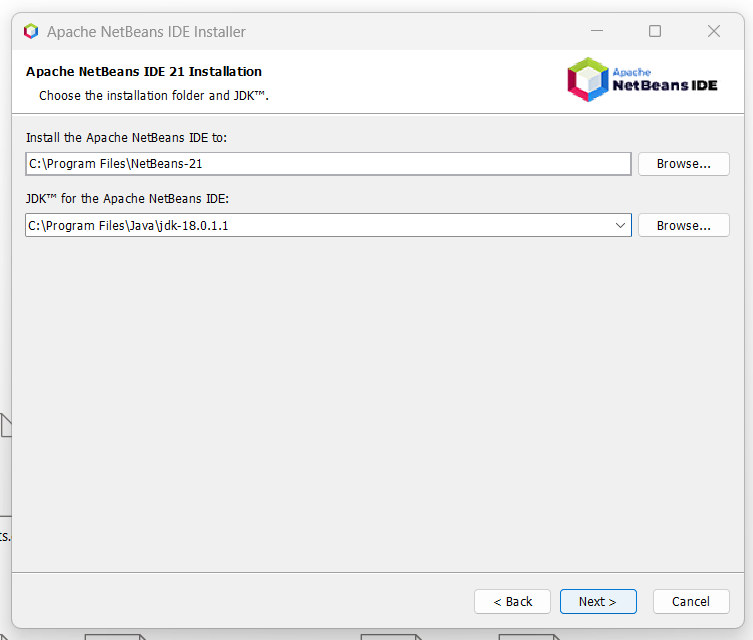 Apache NetBeans IDE Installer
Apache NetBeans IDE 21 Installation
Choose the installation folder and JDK™.
Apache
NetBeans IDE
Install the Apache NetBeans IDE to:
C:\Program Files\NetBeans-21
Browse...
JDK™ for the Apache NetBeans IDE:
C:\Program Files\Java\jdk-18.0.1.1
Browse...
ts.
< Back
Next >
Cancel